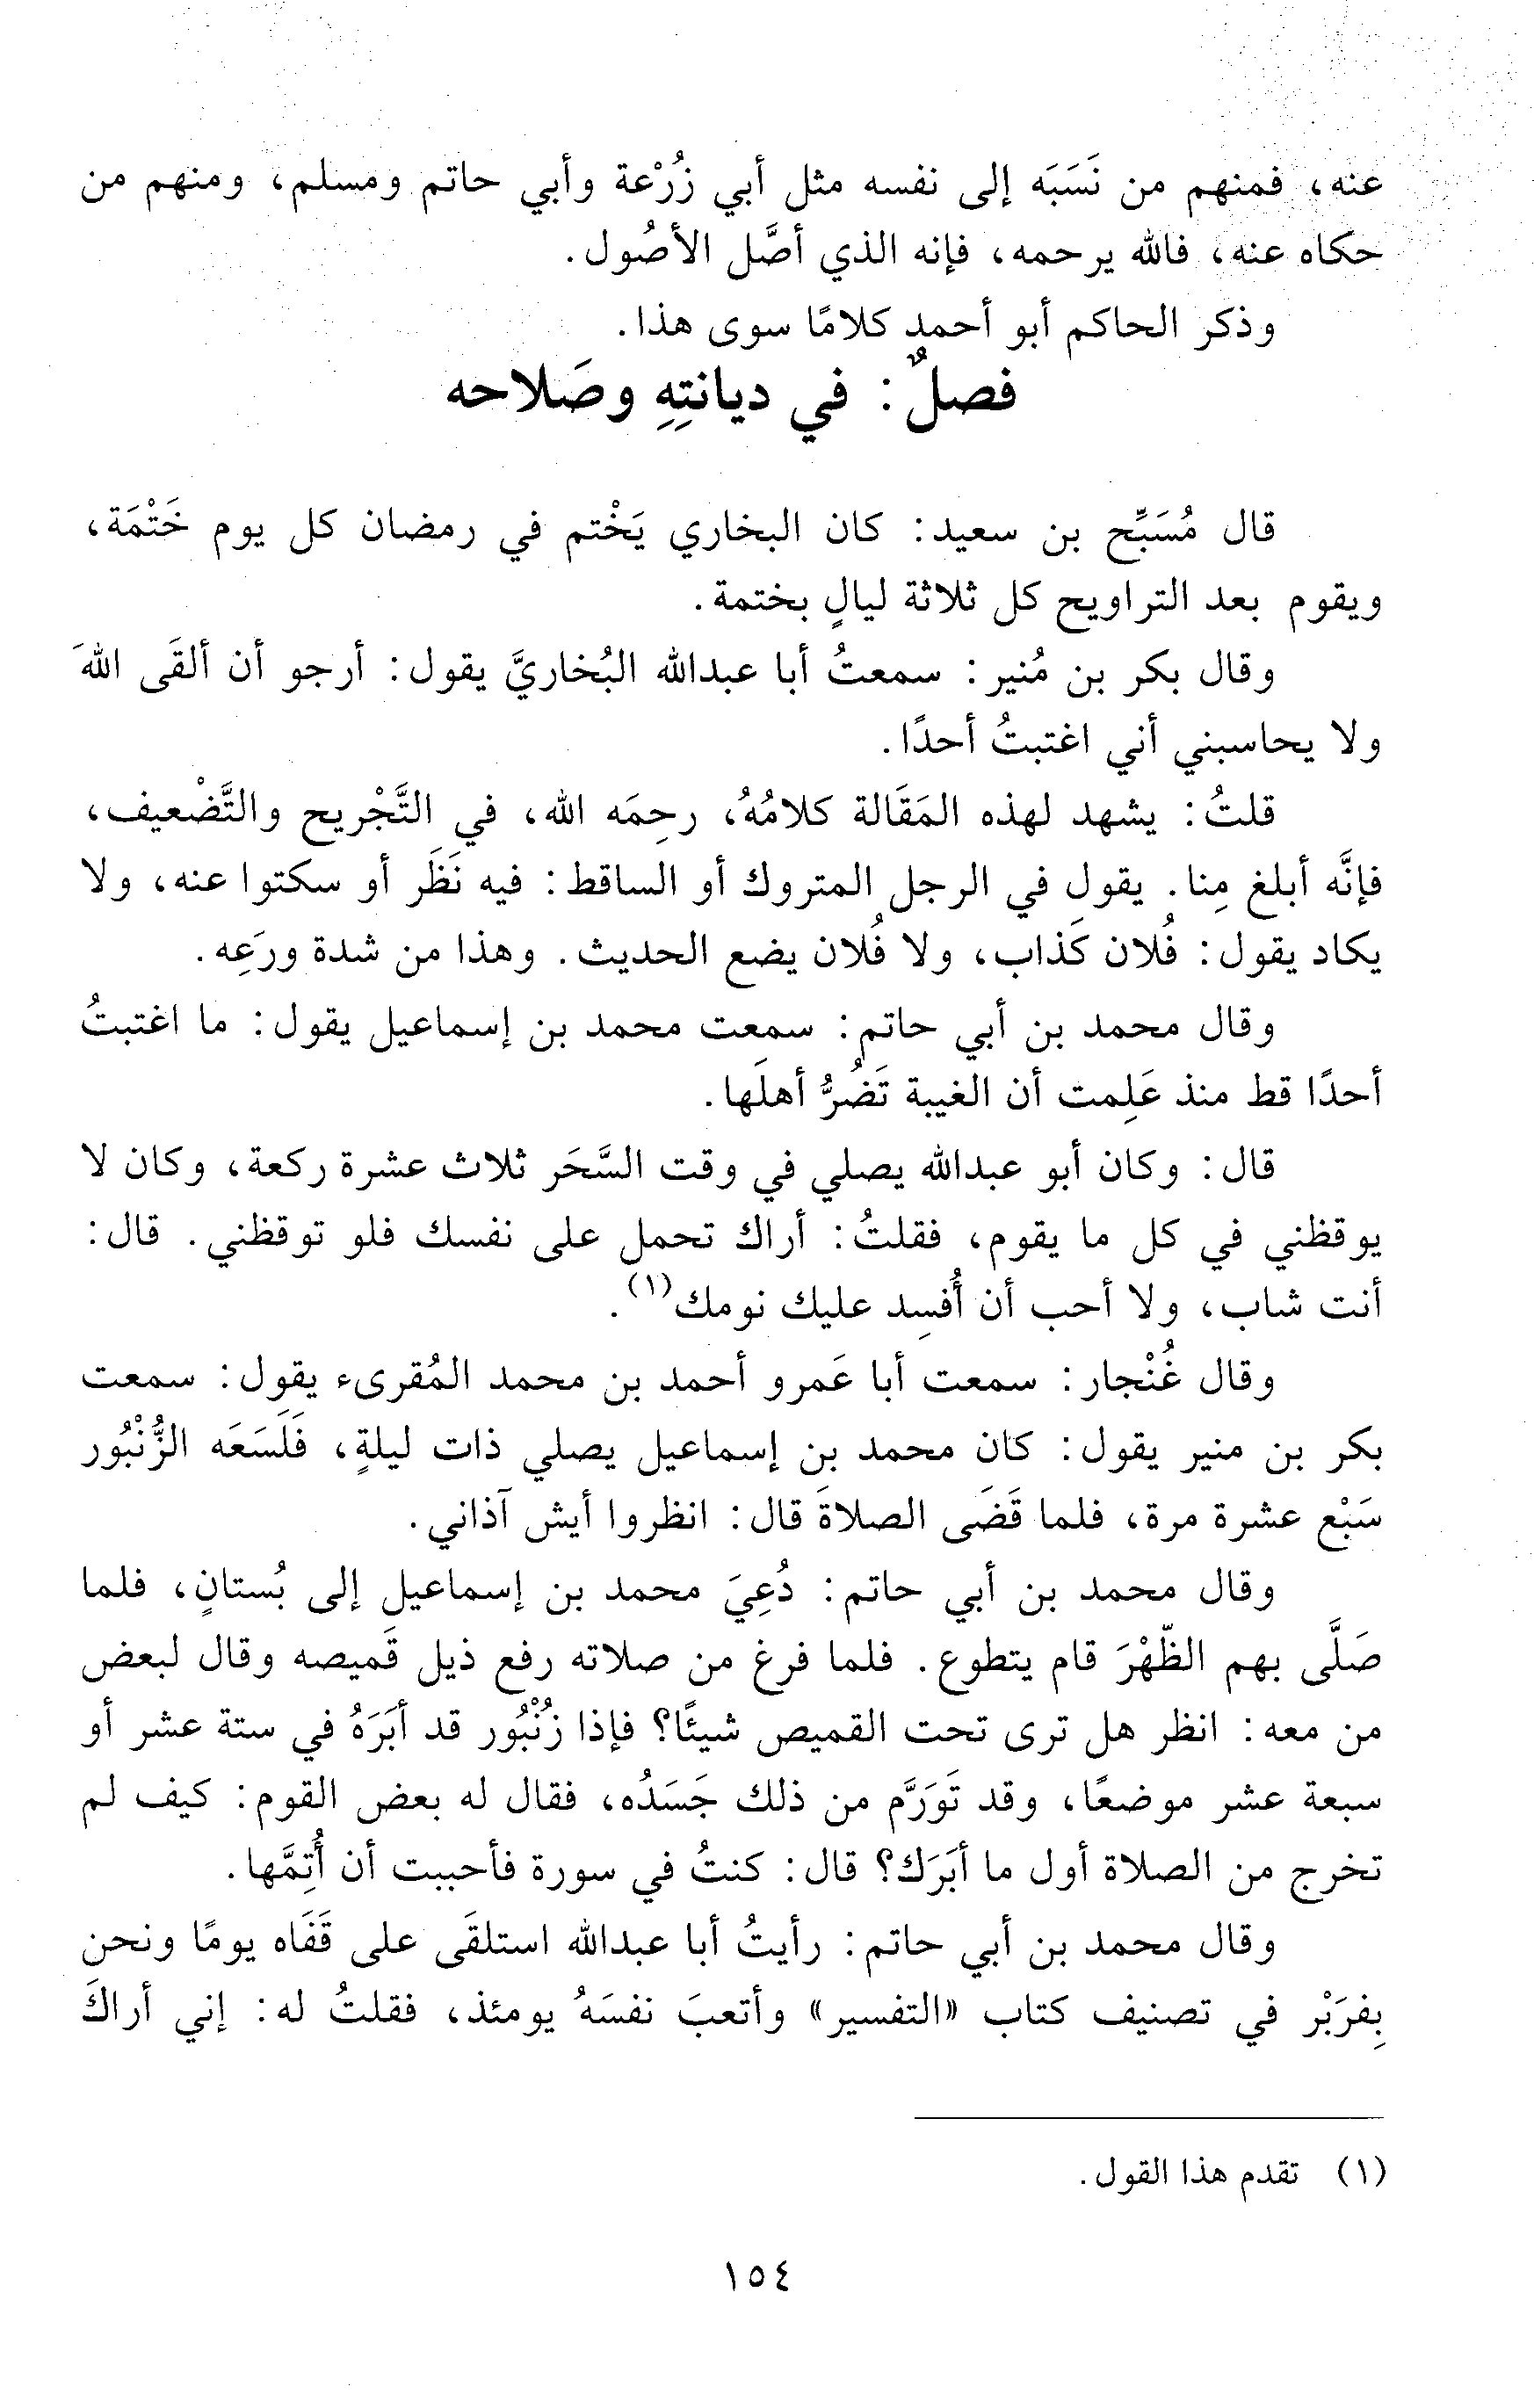 عنه، فمنهم من نَسَبَه إلى نفسه مثل أبي زُرْعة وأبي حاتم ومسلم، ومنهم من
حكاه عنه، فالله يرحمه، فإنه الذي أصَّل الأصُول.
وذكر الحاكم أبو أحمد كلامًا سوى هذا.
فصلٌ: في ديانتِهِ وصَلاحه
قال مُسَبِّح بن سعيد: كان البخاري يَخْتم في رمضان كل يوم خَتْمَة،
ويقوم بعد التراويح كل ثلاثة ليالٍ بختمة.
وقال بكر بن مُنير: سمعتُ أبا عبدالله البُخاريَّ يقول: أرجو أن ألقَى اللهَ
ولا يحاسبني أني اغتبتُ أحدًا.
قلتُ: يشهد لهذه المَقَالة كلامُهُ، رحِمَه الله، في التَّجْريح والتَّضْعيف،
فإنَّه أبلغ مِنا. يقول في الرجل المتروك أو الساقط: فيه نَظَر أو سكتوا عنه، ولا
يكاد يقول: فُلان كَذاب، ولا فُلان يضع الحديث. وهذا من شدة ورَعِه.
وقال محمد بن أبي حاتم: سمعت محمد بن إسماعيل يقول: ما اغتبتُ
أحدًا قط منذ عَلِمت أن الغيبة تَضُرُّ أهلَها.
قال: وكان أبو عبدالله يصلي في وقت السَّحَر ثلاث عشرة ركعة، وكان لا
يوقظني في كل ما يقوم، فقلتُ: أراك تحمل على نفسك فلو توقظني. قال:
أنت شاب، ولا أحب أن أُفسِد عليك نومك(١).
وقال غُنْجار: سمعت أبا عَمرو أحمد بن محمد المُقرىء يقول: سمعت
بكر بن منير يقول: كان محمد بن إسماعيل يصلي ذات ليلةٍ، فَلَسَعَه الزُّنْبُور
سَبْع عشرة مرة، فلما قَضَى الصلاةَ قال: انظروا أيش آذاني.
وقال محمد بن أبي حاتم: دُعِيَ محمد بن إسماعيل إلى بُستانٍ، فلما
صَلَّى بهم الظّهْرَ قام يتطوع. فلما فرغ من صلاته رفع ذيل قَميصه وقال لبعض
من معه: انظر هل ترى تحت القميص شيئًا؟ فإذا زُنْبُور قد أبَرَهُ في ستة عشر أو
سبعة عشر موضعًا، وقد تَوَرَّم من ذلك جَسَدُه، فقال له بعض القوم: كيف لم
تخرج من الصلاة أول ما أبَرَك؟ قال: كنتُ في سورة فأحببت أن أُتِمَّها.
وقال محمد بن أبي حاتم: رأيتُ أبا عبدالله استلقَى على قَفَاه يومًا ونحن
بِفرَبْر في تصنيف كتاب «التفسير» وأتعبَ نفسَهُ يومئذ، فقلتُ له: إني أراكَ
(١) تقدم هذا القول.
١٥٤